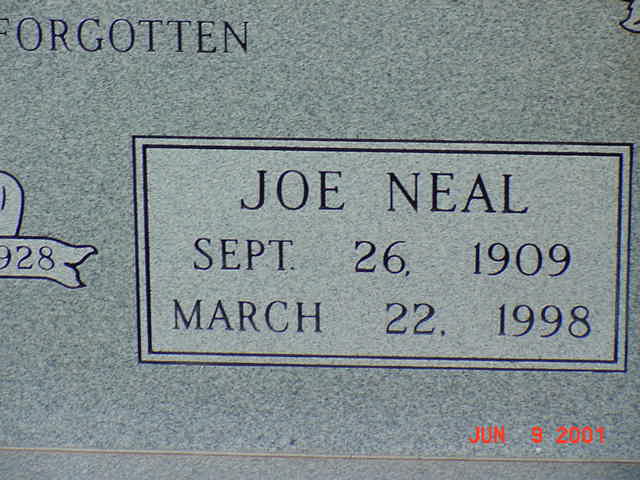 FORGOTTEN
JOE NEAL
SEPT. 26, 1909
MARCH 22, 1998
928
JUN 9 2001